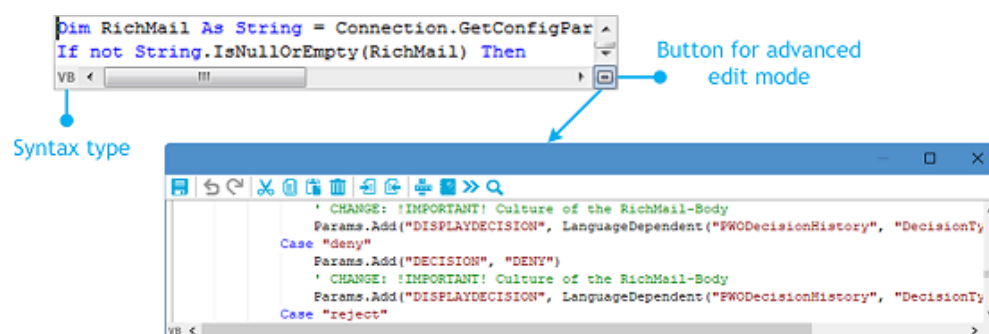 Dim RichMail As String = Connection.GetConfigPar
If not String.IsNullOrEmpty(RichMail) Then
VB
Button for advanced
edit mode
Syntax type
' CHANGE: !IMPORTANT! Culture of the RichMail-Body
Params.Add("DISPLAYDECISION", LanguageDependent("PWODecisionHistory", "DecisionTy
Case "deny"
Params.Add("DECISION", "DENY")
' CHANGE: !IMPORTANT! Culture of the RichMail-Body
Params.Add("DISPLAYDECISION", LanguageDependent("PWODecisionHistory", "DecisionTy
Case "reject"
VB